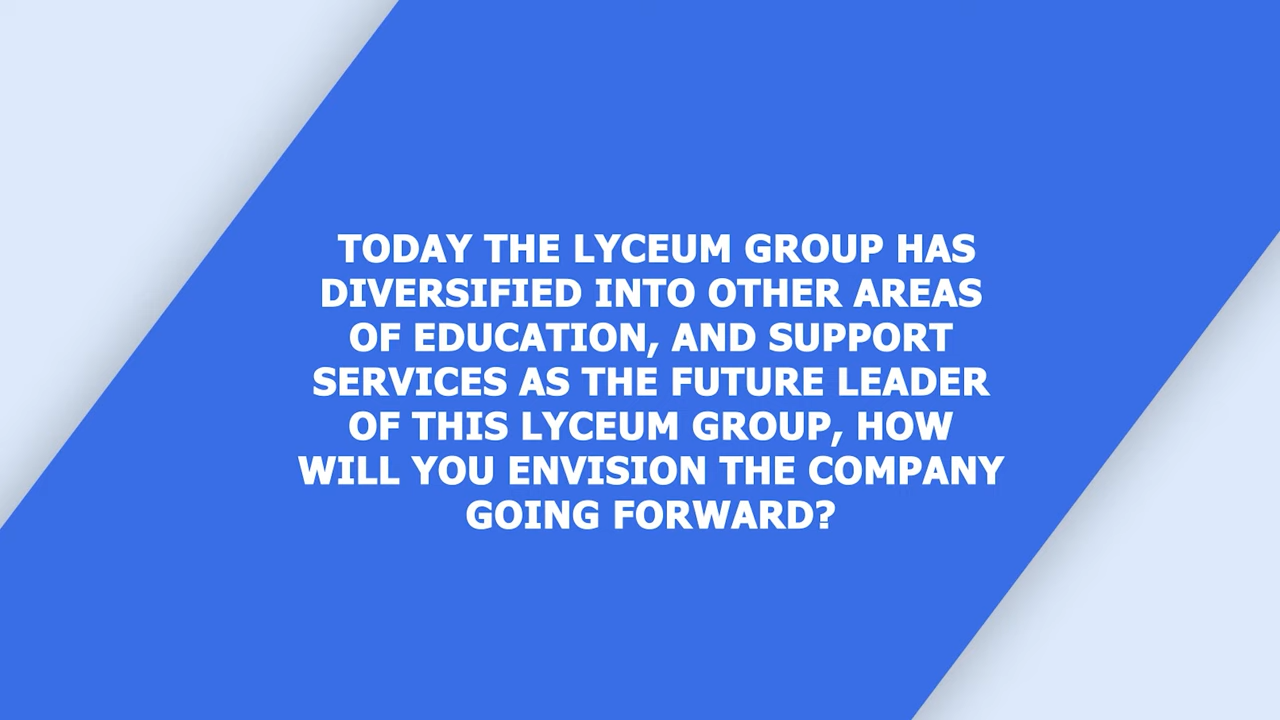 TODAY THE LYCEUM GROUP HAS
DIVERSIFIED INTO OTHER AREAS
OF EDUCATION, AND SUPPORT
SERVICES AS THE FUTURE LEADER
OF THIS LYCEUM GROUP, HOW
WILL YOU ENVISION THE COMPANY
GOING FORWARD?